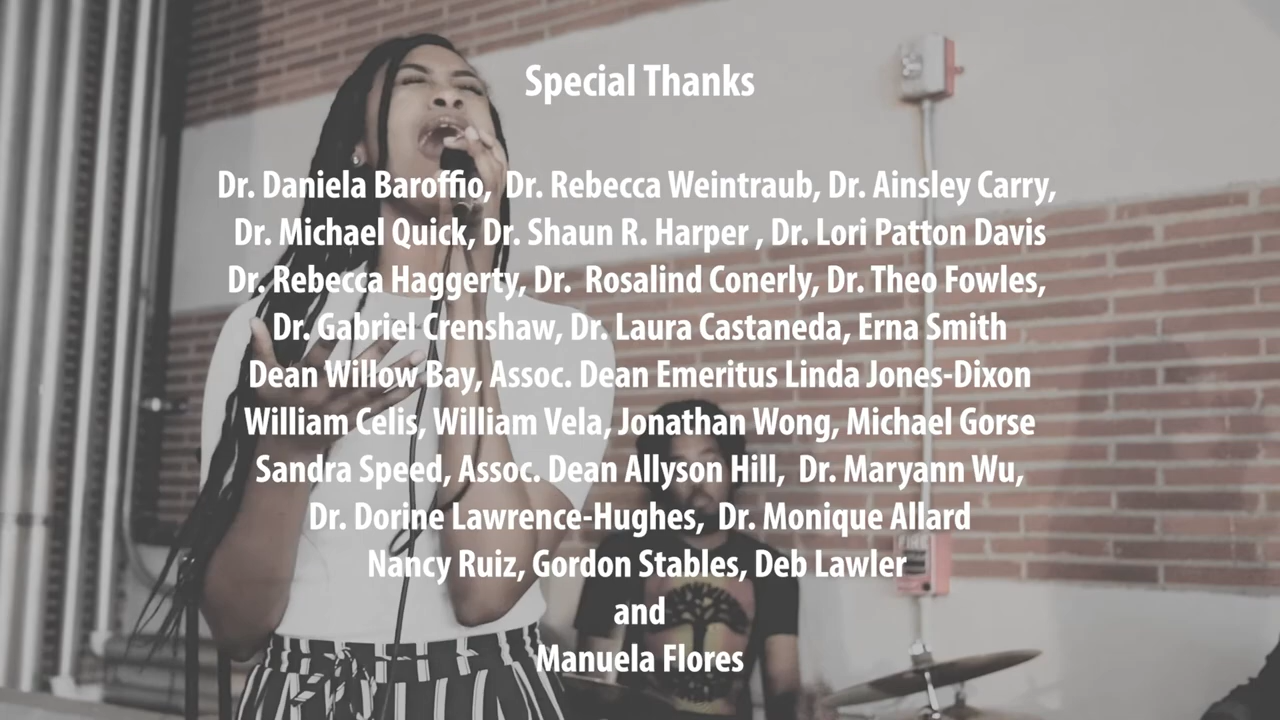 Special Thanks
Dr. Daniela Baroffio, Dr. Rebecca Weintraub, Dr. Ainsley Carry,
Dr. Michael Quick, Dr. Shaun R. Harper , Dr. Lori Patton Davis
Dr. Rebecca Haggerty, Dr. Rosalind Conerly, Dr. Theo Fowles,
Dr. Gabriel Crenshaw, Dr. Laura Castaneda, Erna Smith
Dean Willow Bay, Assoc. Dean Emeritus Linda Jones-Dixon
William Celis, William Vela, Jonathan Wong, Michael Gorse
Sandra Speed, Assoc. Dean Allyson Hill, Dr. Maryann Wu,
Dr. Dorine Lawrence-Hughes, Dr. Monique Allard
FIRE
Nancy Ruiz, Gordon Stables, Deb Lawler
and
Manuela Flores